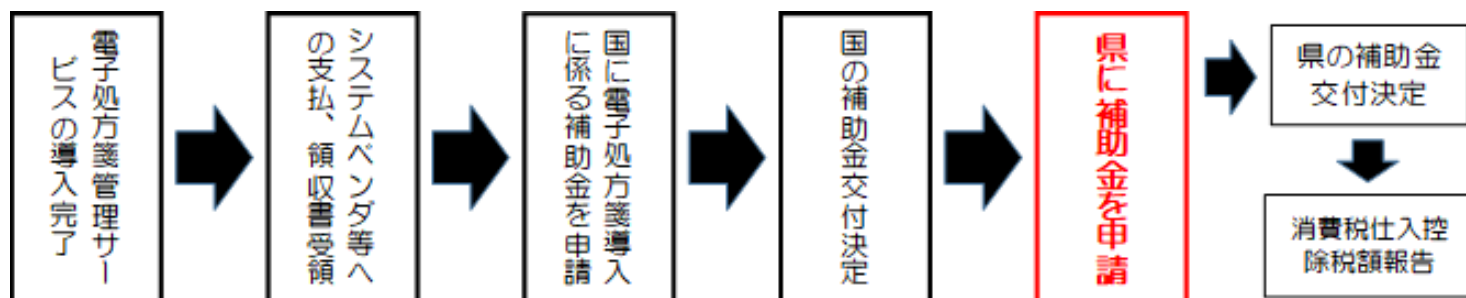 電子処方箋管理サー
ビスの導入完了
システムベンダ等へ
の支払、領収書受領
国に電子処方箋導入
に係る補助金を申請
国の補助金交付決定
県に補助金を申請
県の補助金
交付決定
消費税仕入控
除税額報告